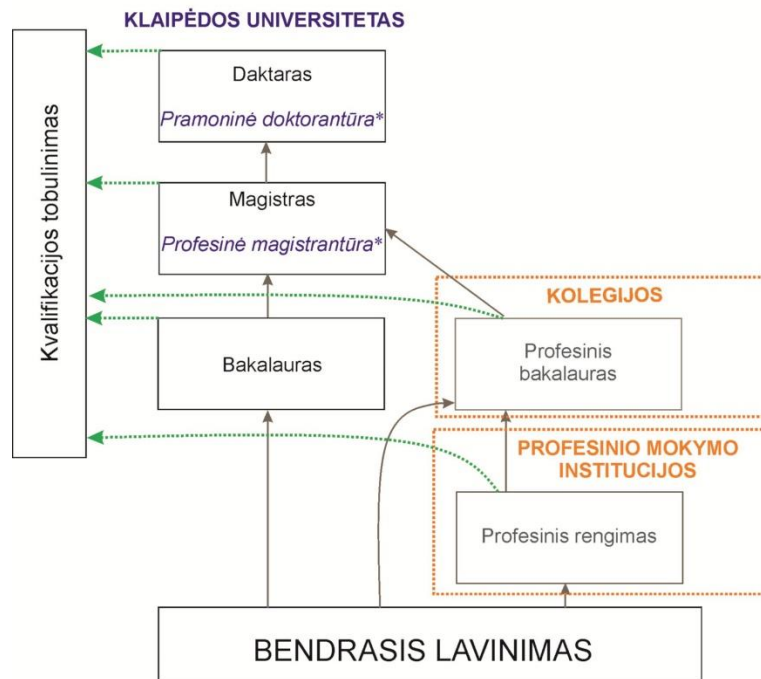 KLAIPĖDOS UNIVERSITETAS
Kvalifikacijos tobulinimas
Daktaras
Pramoninė doktorantūra*
Magistras
Profesinė magistrantūra*
KOLEGIJOS
Profesinis
bakalauras
Bakalauras
PROFESINIO MOKYMO
INSTITUCIJOS
Profesinis rengimas
BENDRASIS LAVINIMAS